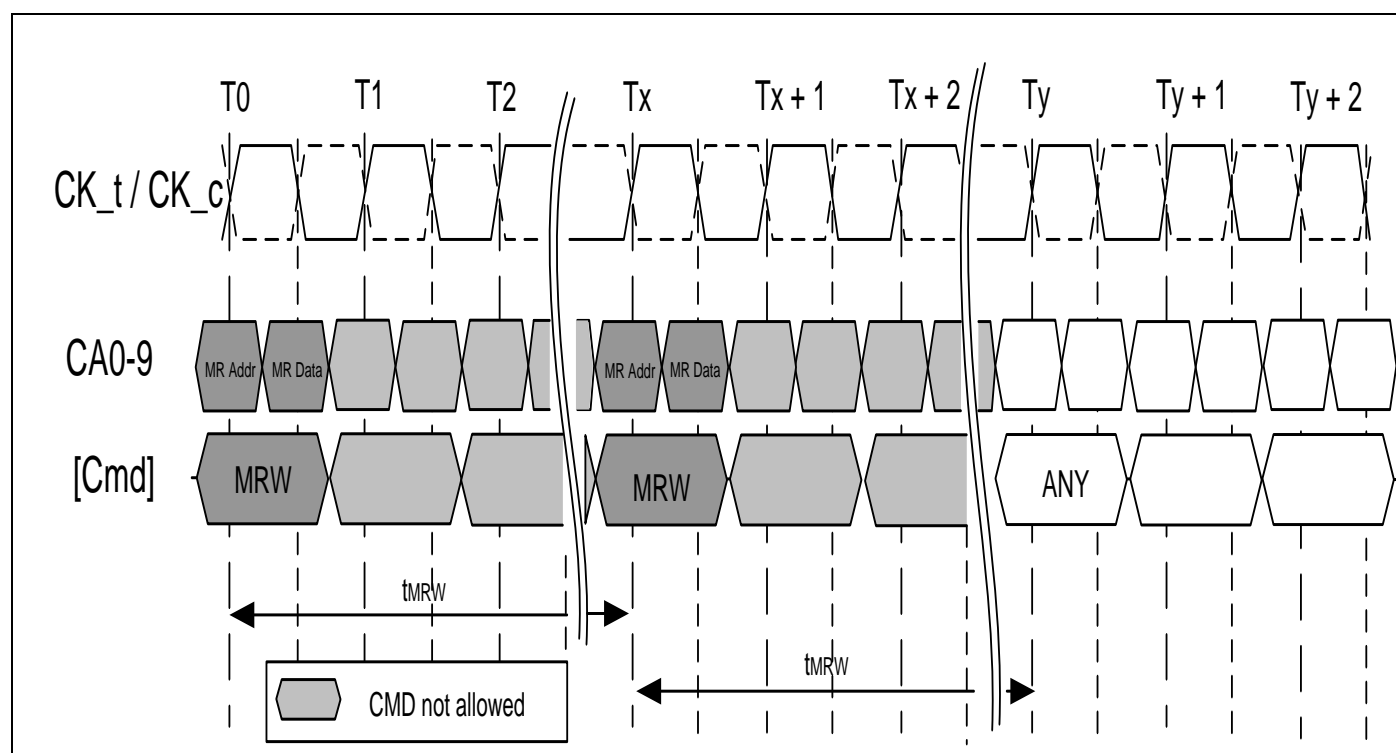 T0 T1 T2 Tx Tx + 1 Tx + 2 Ty Ty + 1 Ty + 2
CK_t / CK_c
CA0-9 MR Addr MR Data MR Addr MR Data
[Cmd] MRW MRW ANY
tMRW
tMRW
CMD not allowed